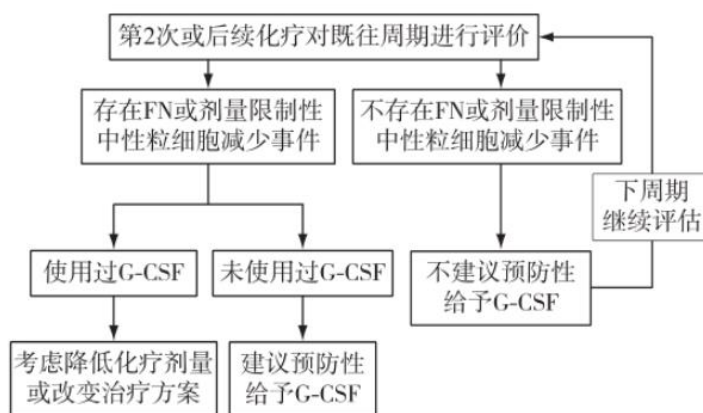 第2次或后续化疗对既往周期进行评价
存在FN或剂量限制性
中性粒细胞减少事件
不存在FN或剂量限制性
中性粒细胞减少事件
下周期
继续评估
使用过G-CSF
未使用过G-CSF
不建议预防性
给予G-CSF
考虑降低化疗剂量
或改变治疗方案
建议预防性
给予G-CSF